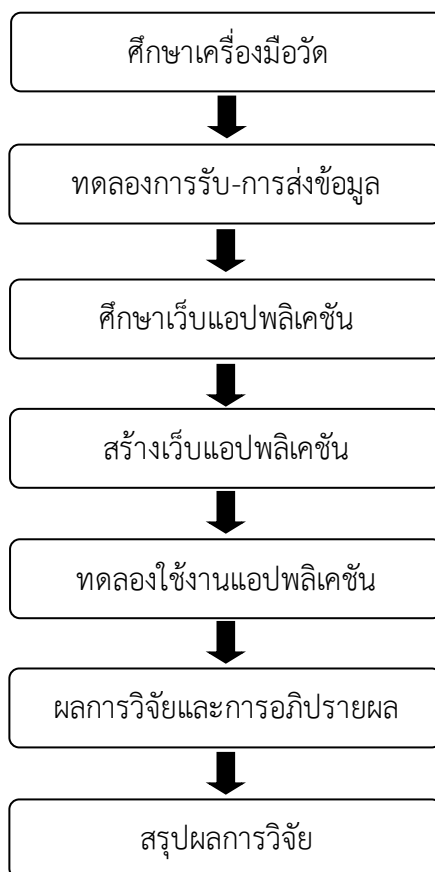 ศึกษาเครื่องมือวัด
ทดลองการรับ-การส่งข้อมูล
ศึกษาเว็บแอปพลิเคชัน
สร้างเว็บแอปพลิเคชัน
ทดลองใช้งานแอปพลิเคชัน
ผลการวิจัยและการอภิปรายผล
สรุปผลการวิจัย